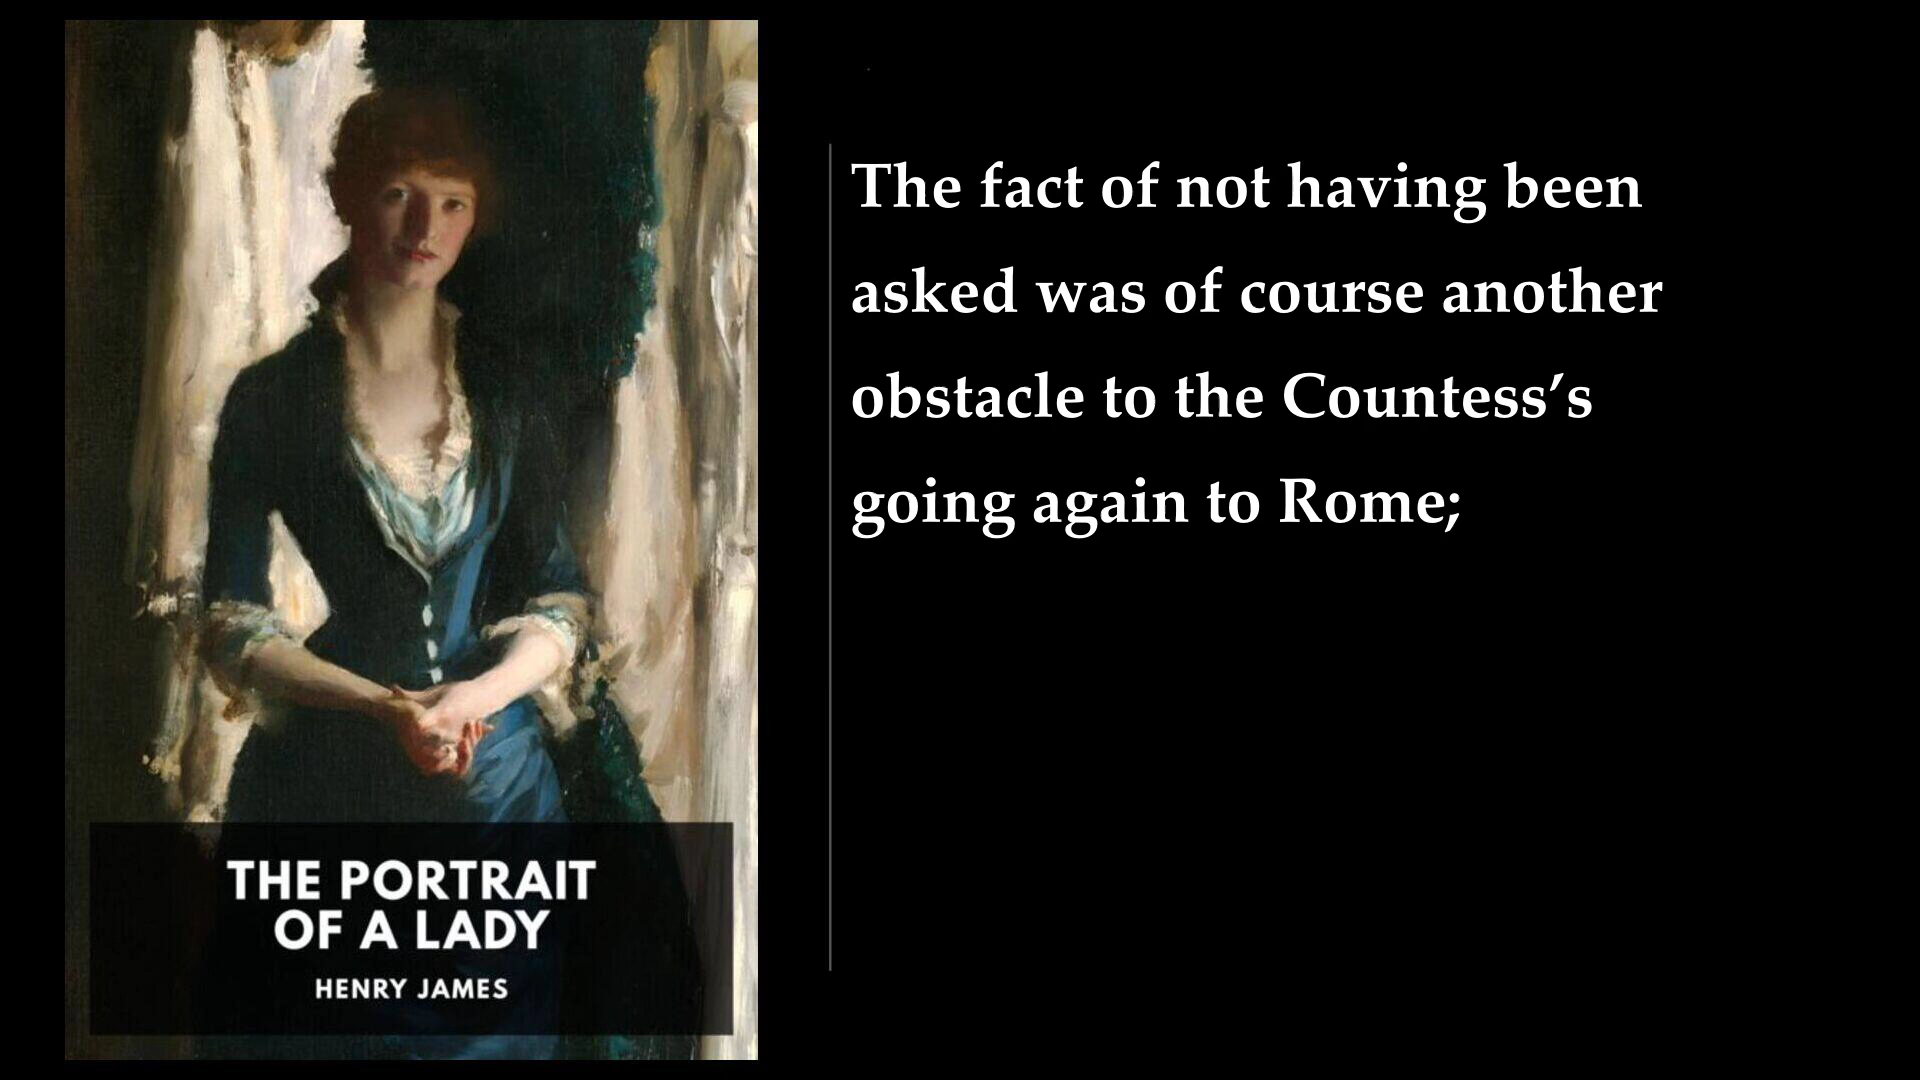 THE PORTRAIT
OF A LADY
HENRY JAMES
The fact of not having been
asked was of course another
obstacle to the Countess’s
going again to Rome;